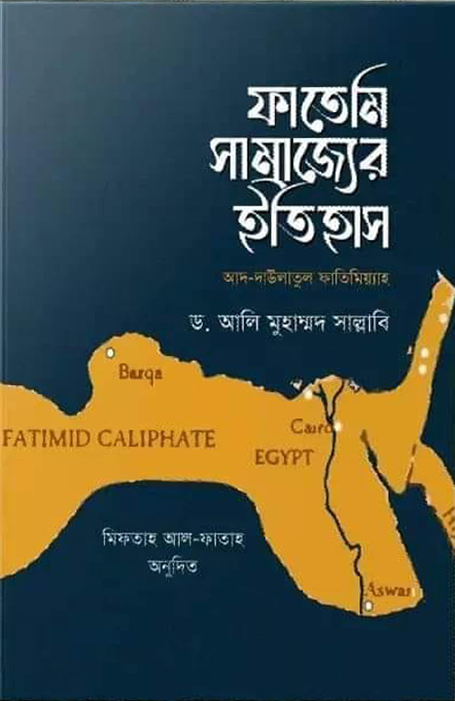 ফাতেমি
সাম্রাজ্যের
ইতিহাস
আদ-দাউলাতুল ফাতিমিয়্যাহ
ড. আলি মুহাম্মদ সাল্লাবি
Barqa
FATIMID CALIPHATE
Cairo
EGYPT
মিফতাহ আল-ফাতাহ
অনূদিত
Aswan